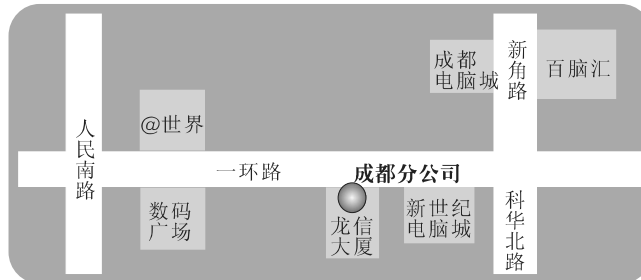 成都
电脑城
新角路
百脑汇
人民南路
@世界
一环路
成都分公司
数码
广场
龙信
大厦
新世纪
电脑城
科华北路